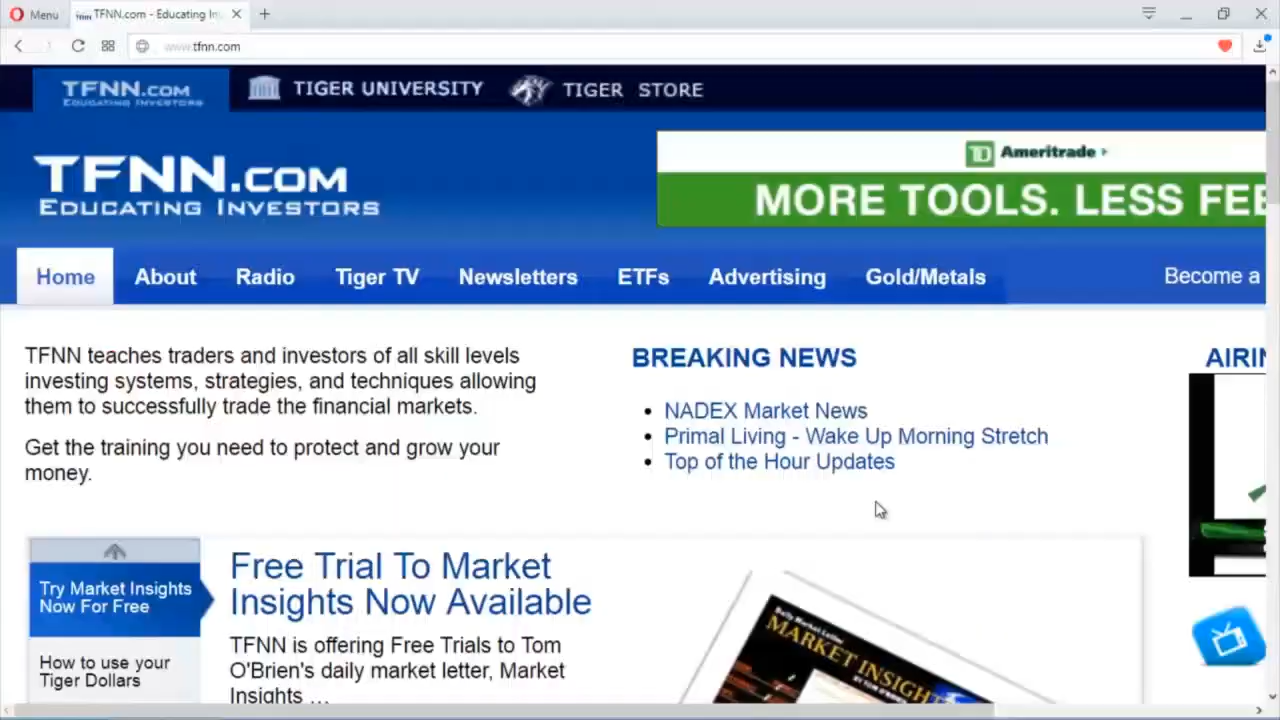 Menu
TFNN.com - Educating In
www.tfnn.com
TFNN.COM
EDUCATING INVESTORS
TIGER UNIVERSITY
TIGER STORE
TFNN.COM
EDUCATING INVESTORS
TD Ameritrade
MORE TOOLS. LESS FEE
Home
About
Radio
Tiger TV
Newsletters
ETFs
Advertising
Gold/Metals
Become a
TFNN teaches traders and investors of all skill levels
investing systems, strategies, and techniques allowing
them to successfully trade the financial markets.
Get the training you need to protect and grow your
money.
BREAKING NEWS
NADEX Market News
Primal Living - Wake Up Morning Stretch
Top of the Hour Updates
AIRIN
Try Market Insights
Now For Free
How to use your
Tiger Dollars
Free Trial To Market
Insights Now Available
TFNN is offering Free Trials to Tom
O'Brien's daily market letter, Market
Insights ...
Daily Market Letter
MARKET INSIGH